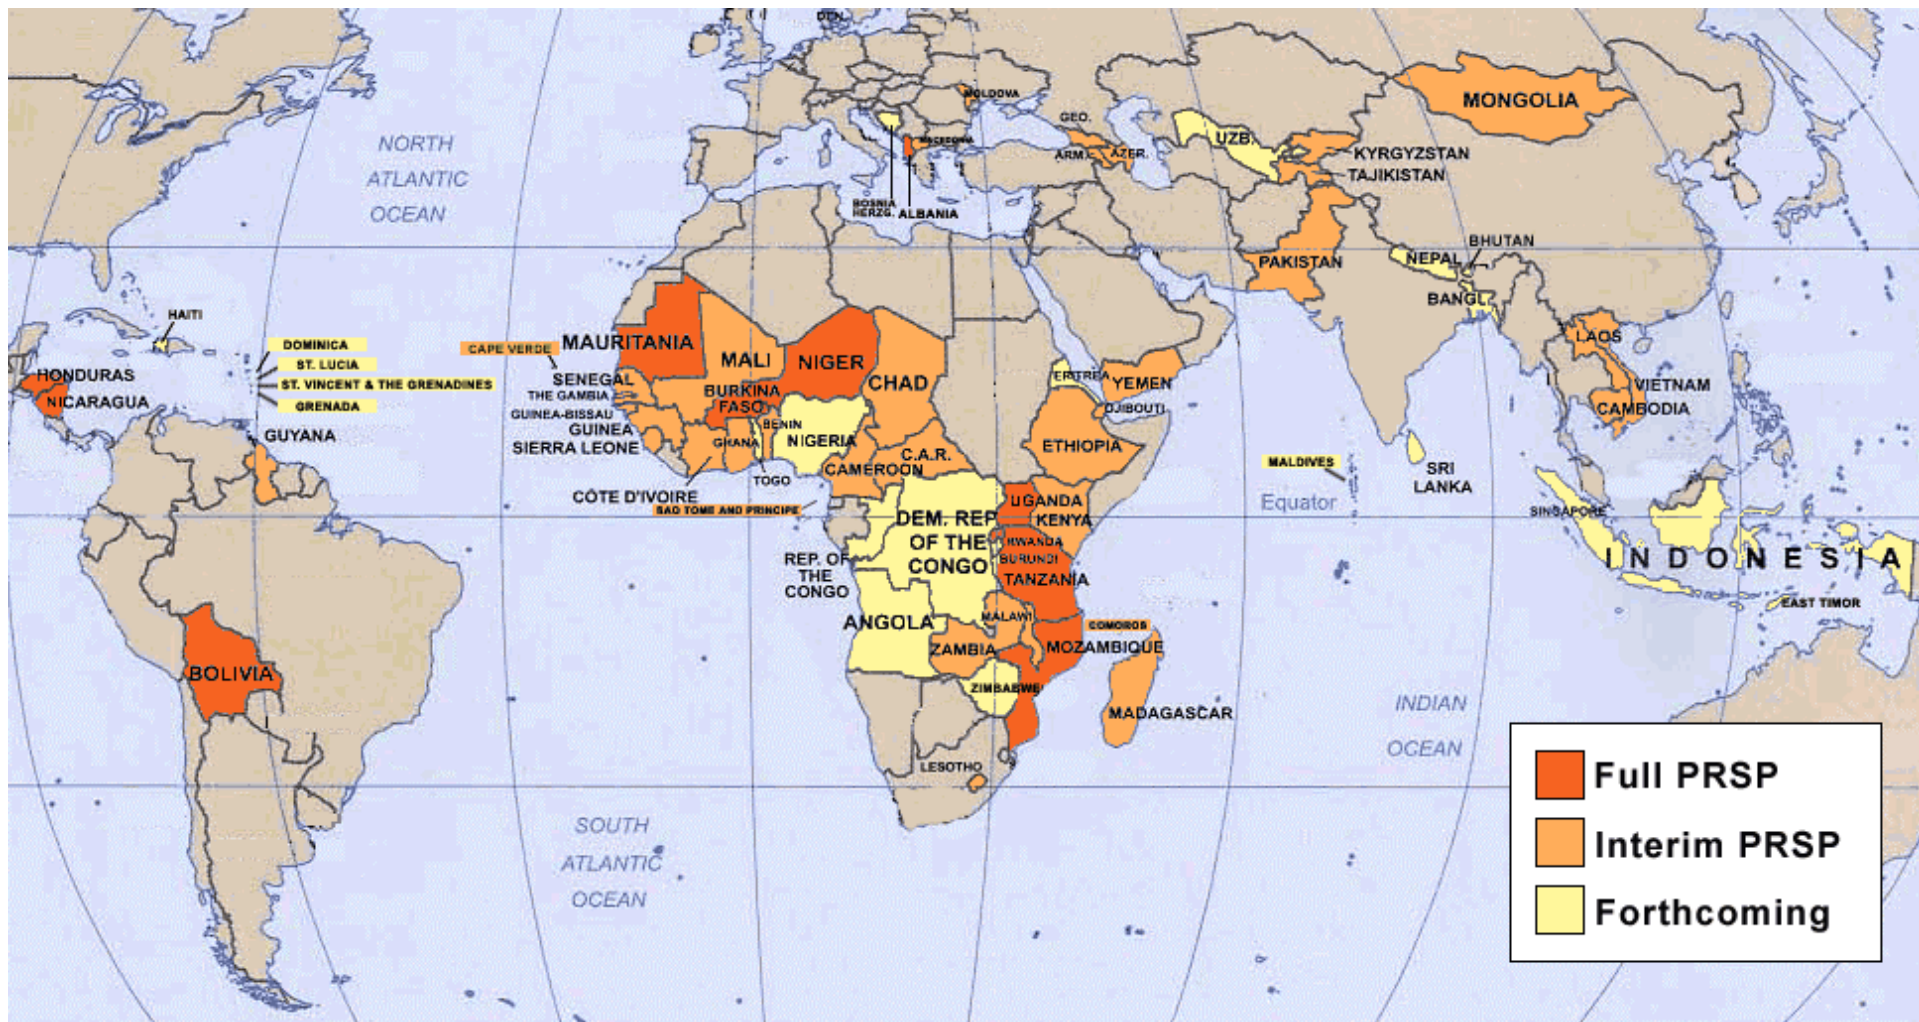 DEN.
NORTH
ATLANTIC
OCEAN
MOLDOVA
MACEDONIA
BOSNIA
HERZG.
ALBANIA
GEO.
ARM.
AZER.
UZB.
KYRGYZSTAN
TAJIKISTAN
MONGOLIA
PAKISTAN
NEPAL
BHUTAN
BANGL.
LAOS
VIETNAM
CAMBODIA
HAITI
DOMINICA
ST. LUCIA
ST. VINCENT & THE GRENADINES
GRENADA
HONDURAS
NICARAGUA
GUYANA
CAPE VERDE
MAURITANIA
MALI
NIGER
CHAD
SENEGAL
THE GAMBIA
GUINEA-BISSAU
GUINEA
SIERRA LEONE
BURKINA
FASO
GHANA
BENIN
NIGERIA
TOGO
CÔTE D'IVOIRE
SAO TOME AND PRINCIPE
CAMEROON
C.A.R.
ERITREA
YEMEN
DJIBOUTI
ETHIOPIA
UGANDA
KENYA
RWANDA
BURUNDI
TANZANIA
DEM. REP
OF THE
CONGO
REP. OF
THE
CONGO
ANGOLA
MALAWI
ZAMBIA
COMOROS
MOZAMBIQUE
ZIMBABWE
MADAGASCAR
LESOTHO
MALDIVES
SRI
LANKA
Equator
SINGAPORE
INDONESIA
EAST TIMOR
BOLIVIA
INDIAN
OCEAN
SOUTH
ATLANTIC
OCEAN
Full PRSP
Interim PRSP
Forthcoming